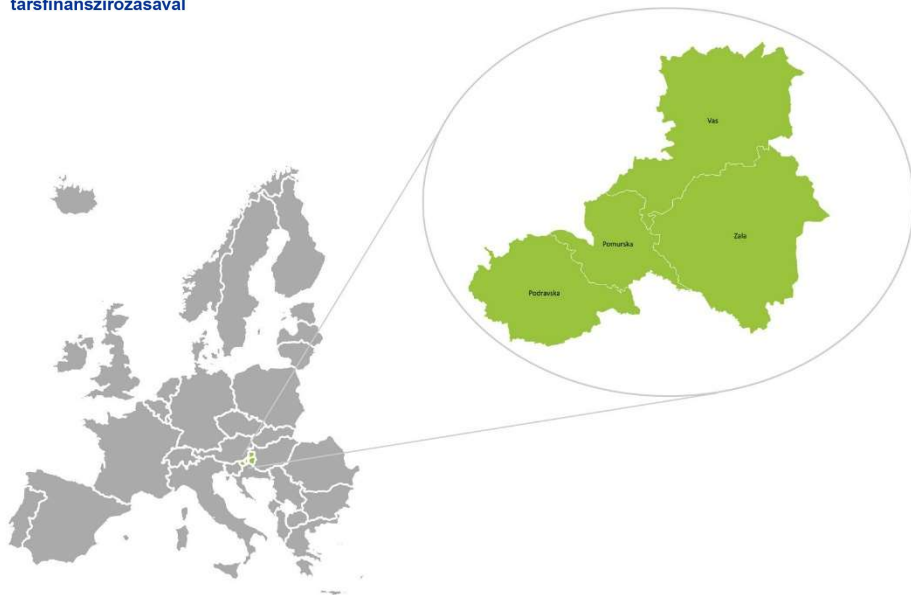 társfinanszírozásával
Vas
Zala
Pomurska
Podravska